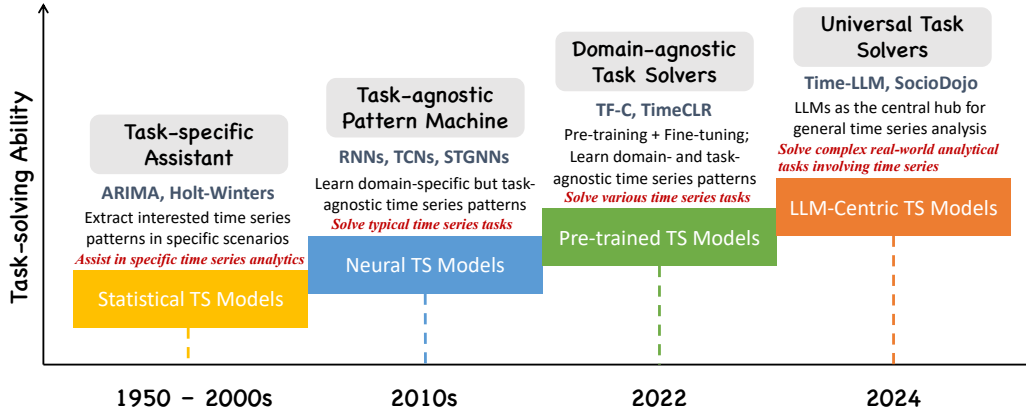 Task-solving Ability
Task-specific
Assistant
ARIMA, Holt-Winters
Extract interested time series
patterns in specific scenarios
Assist in specific time series analytics
Statistical TS Models
1950 – 2000s
Task-agnostic
Pattern Machine
RNNs, TCNs, STGNNs
Learn domain-specific but task-
agnostic time series patterns
Solve typical time series tasks
Neural TS Models
2010s
Domain-agnostic
Task Solvers
TF-C, TimeCLR
Pre-training + Fine-tuning;
Learn domain- and task-
agnostic time series patterns
Solve various time series tasks
Pre-trained TS Models
2022
Universal Task
Solvers
Time-LLM, SocioDojo
LLMs as the central hub for
general time series analysis
Solve complex real-world analytical
tasks involving time series
LLM-Centric TS Models
2024